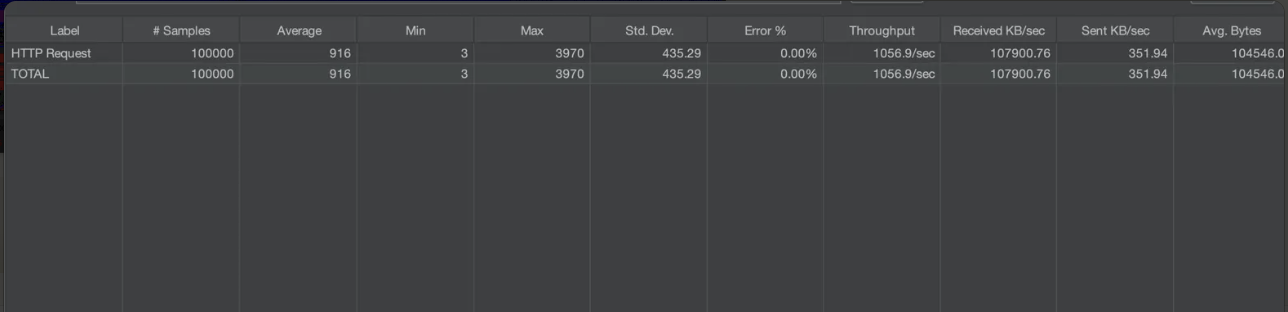 Label # Samples Average Min Max Std. Dev. Error % Throughput Received KB/sec Sent KB/sec Avg. Bytes
HTTP Request 100000 916 3 3970 435.29 0.00% 1056.9/sec 107900.76 351.94 104546.0
TOTAL 100000 916 3 3970 435.29 0.00% 1056.9/sec 107900.76 351.94 104546.0